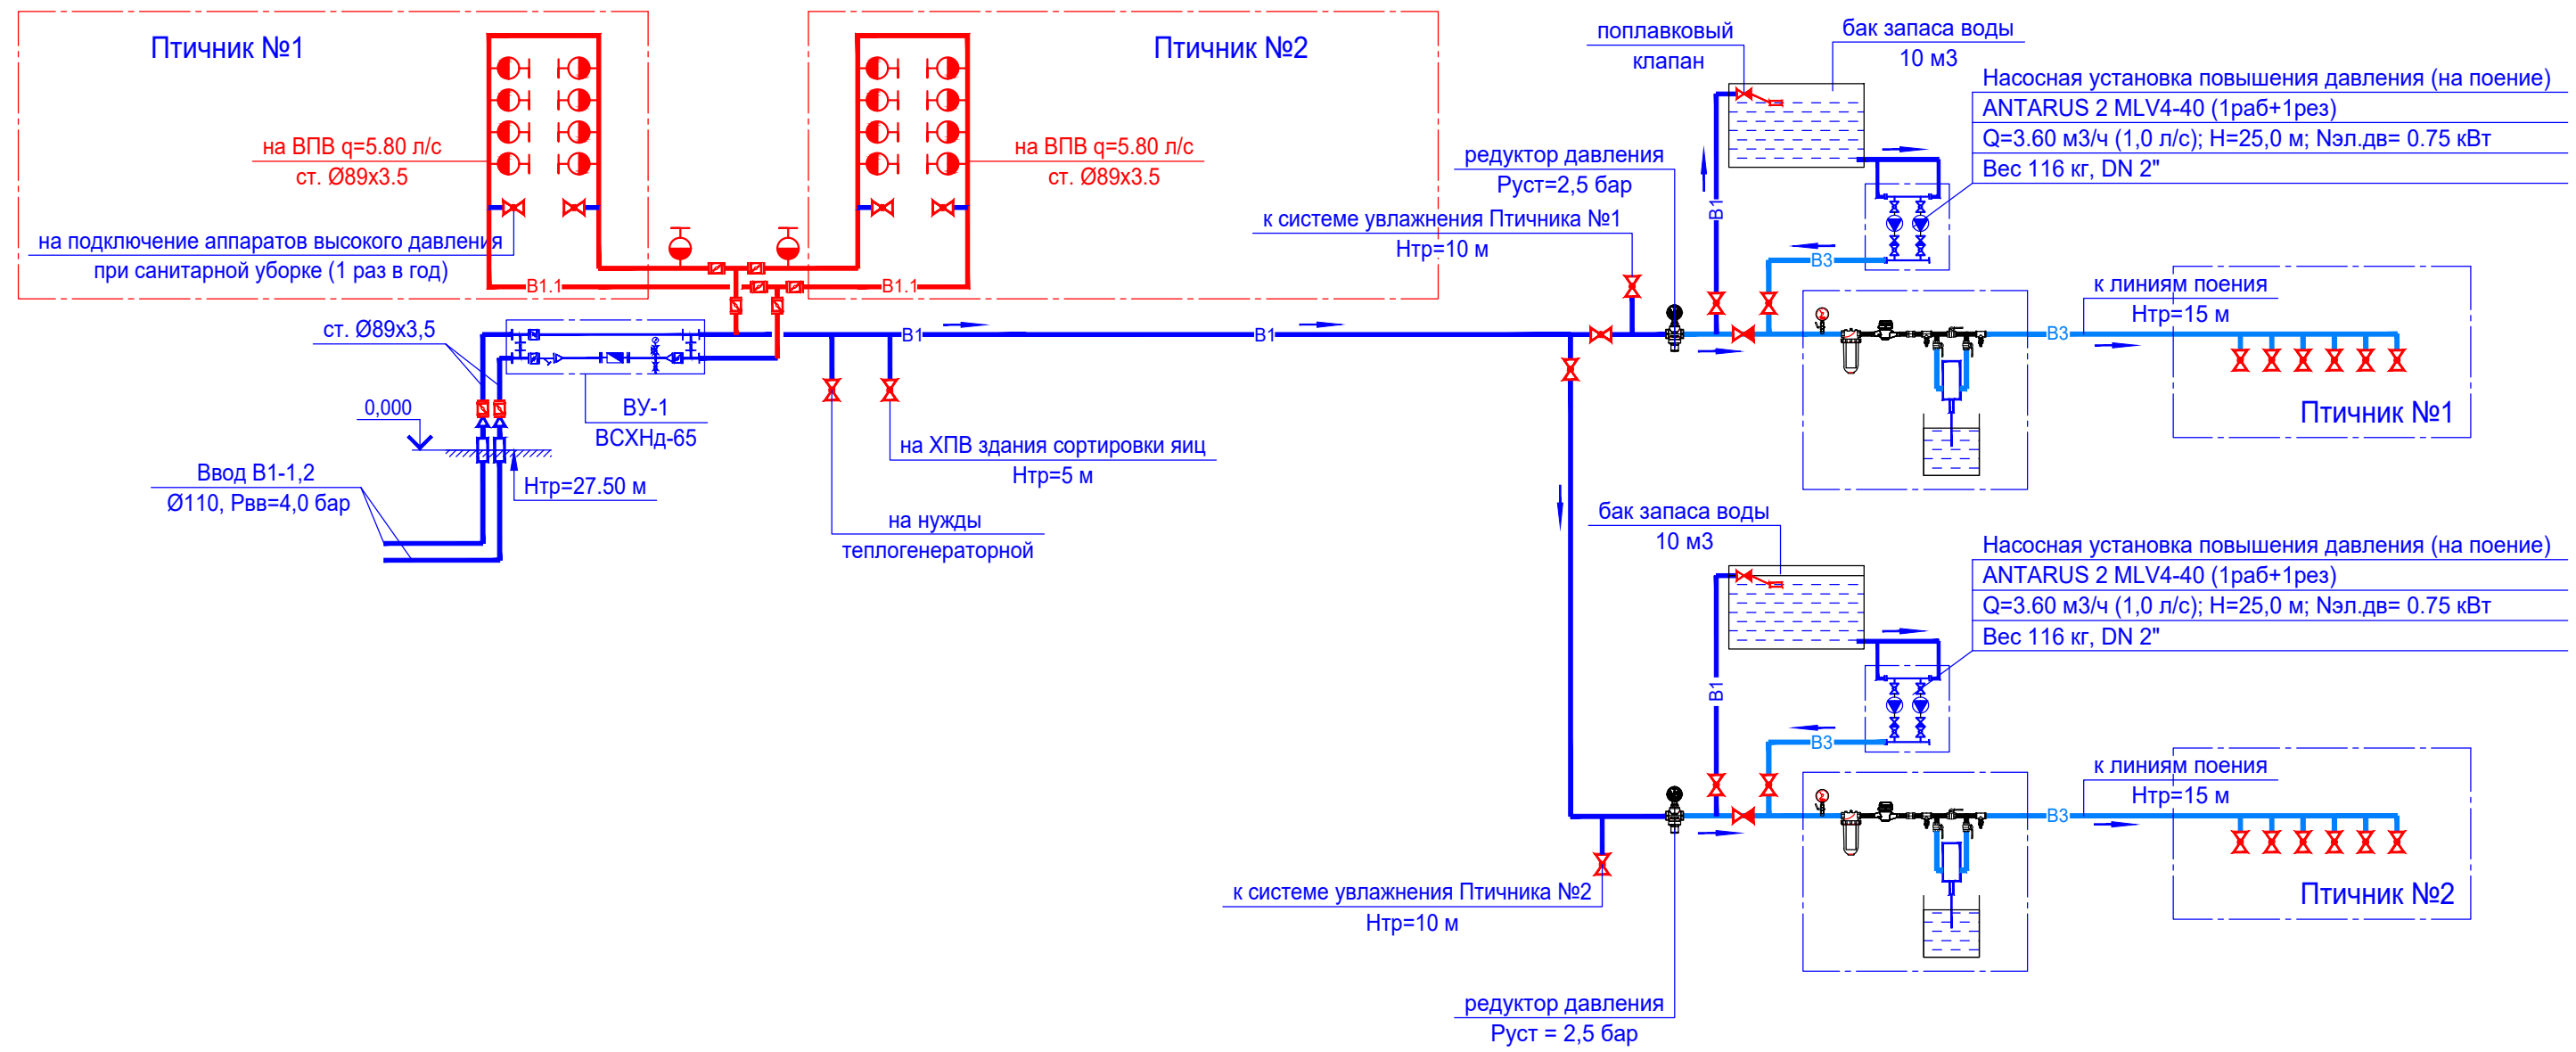 Птичник №1
на ВПВ q=5.80 л/с
ст. Ø89х3.5
на подключение аппаратов высокого давления
при санитарной уборке (1 раз в год)
В1.1
Птичник №2
на ВПВ q=5.80 л/с
ст. Ø89х3.5
В1.1
ст. Ø89х3,5
0,000
Ввод В1-1,2
Ø110, Рвв=4,0 бар
Нтр=27.50 м
ВУ-1
ВСХНд-65
В1
В1
на ХПВ здания сортировки яиц
Нтр=5 м
на нужды
теплогенераторной
поплавковый
клапан
бак запаса воды
10 м3
Насосная установка повышения давления (на поение)
ANTARUS 2 MLV4-40 (1раб+1рез)
Q=3.60 м3/ч (1,0 л/с); Н=25,0 м; Nэл.дв= 0.75 кВт
Вес 116 кг, DN 2"
редуктор давления
Руст=2,5 бар
к системе увлажнения Птичника №1
Нтр=10 м
В1
В3
к линиям поения
Нтр=15 м
В3
Птичник №1
бак запаса воды
10 м3
Насосная установка повышения давления (на поение)
ANTARUS 2 MLV4-40 (1раб+1рез)
Q=3.60 м3/ч (1,0 л/с); Н=25,0 м; Nэл.дв= 0.75 кВт
Вес 116 кг, DN 2"
В1
В3
к линиям поения
Нтр=15 м
В3
Птичник №2
к системе увлажнения Птичника №2
Нтр=10 м
редуктор давления
Руст = 2,5 бар